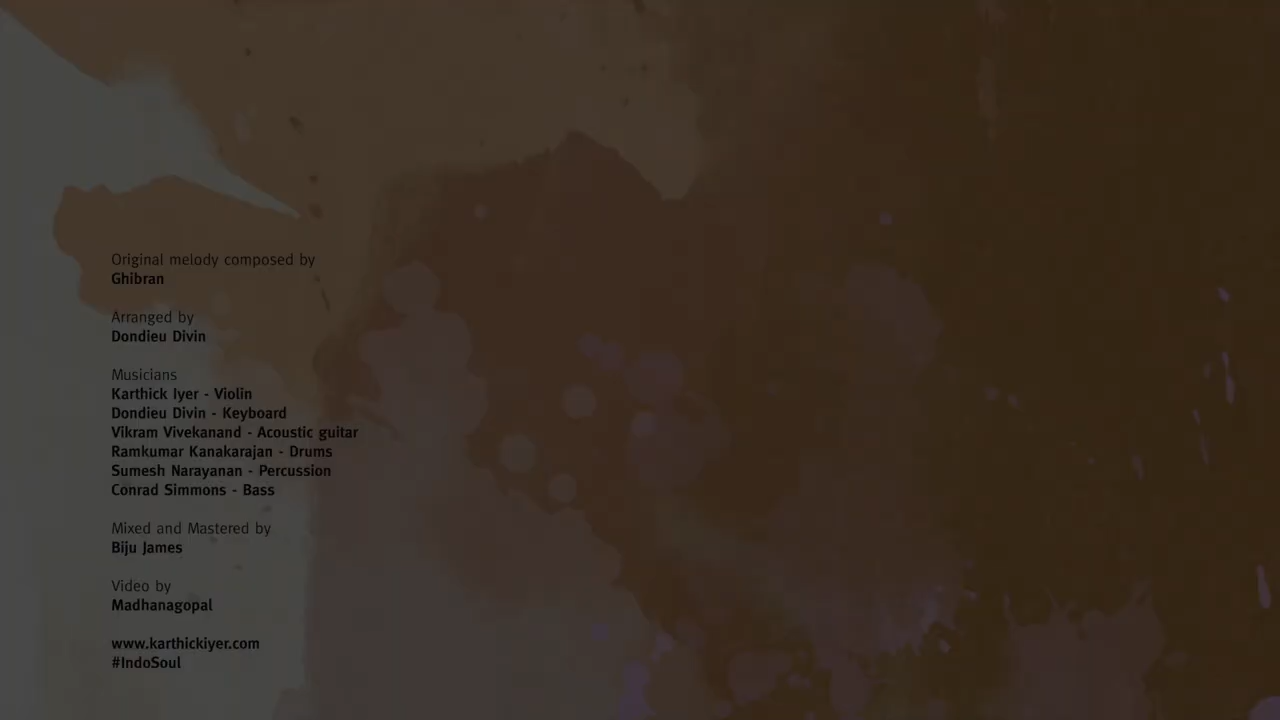 Original melody composed by
Ghibran
Arranged by
Dondieu Divin
Musicians
Karthick Iyer - Violin
Dondieu Divin - Keyboard
Vikram Vivekanand - Acoustic guitar
Ramkumar Kanakarajan - Drums
Sumesh Narayanan - Percussion
Conrad Simmons - Bass
Mixed and Mastered by
Biju James
Video by
Madhanagopal
www.karthickiyer.com
#IndoSoul